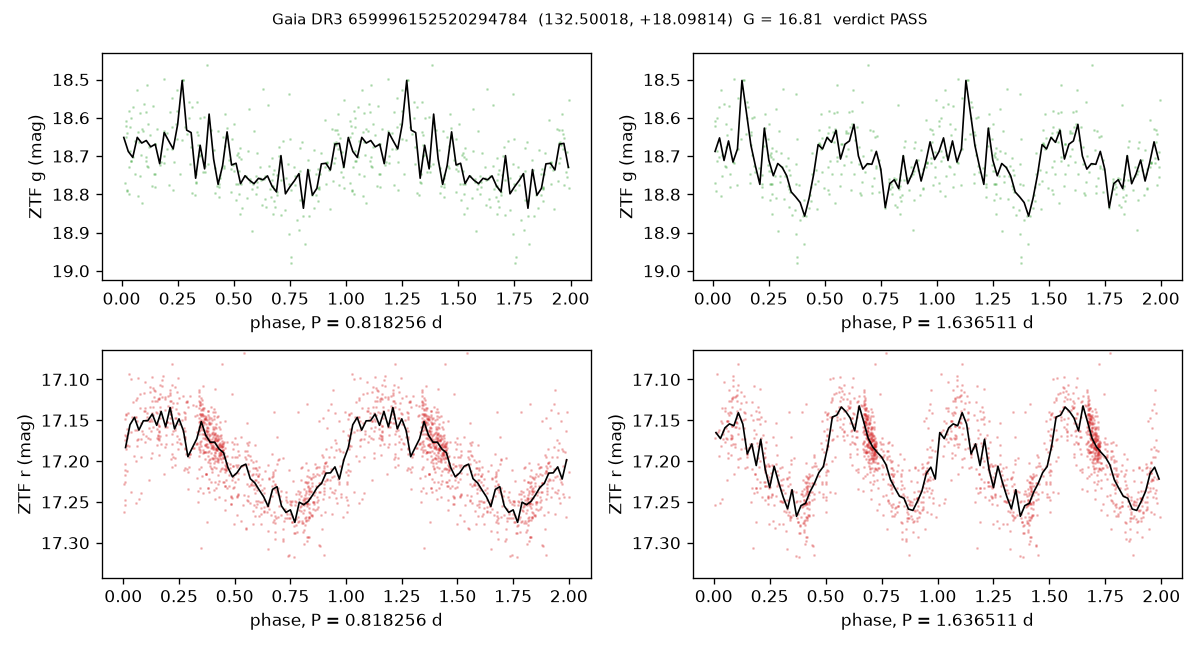 Gaia DR3 659996152520294784 (132.50018, +18.09814) G = 16.81 verdict PASS
ZTF g (mag)
18.5
18.6
18.7
18.8
18.9
19.0
0.00 0.25 0.50 0.75 1.00 1.25 1.50 1.75 2.00
phase, P = 0.818256 d
ZTF g (mag)
18.5
18.6
18.7
18.8
18.9
19.0
0.00 0.25 0.50 0.75 1.00 1.25 1.50 1.75 2.00
phase, P = 1.636511 d
ZTF r (mag)
17.10
17.15
17.20
17.25
17.30
0.00 0.25 0.50 0.75 1.00 1.25 1.50 1.75 2.00
phase, P = 0.818256 d
ZTF r (mag)
17.10
17.15
17.20
17.25
17.30
0.00 0.25 0.50 0.75 1.00 1.25 1.50 1.75 2.00
phase, P = 1.636511 d